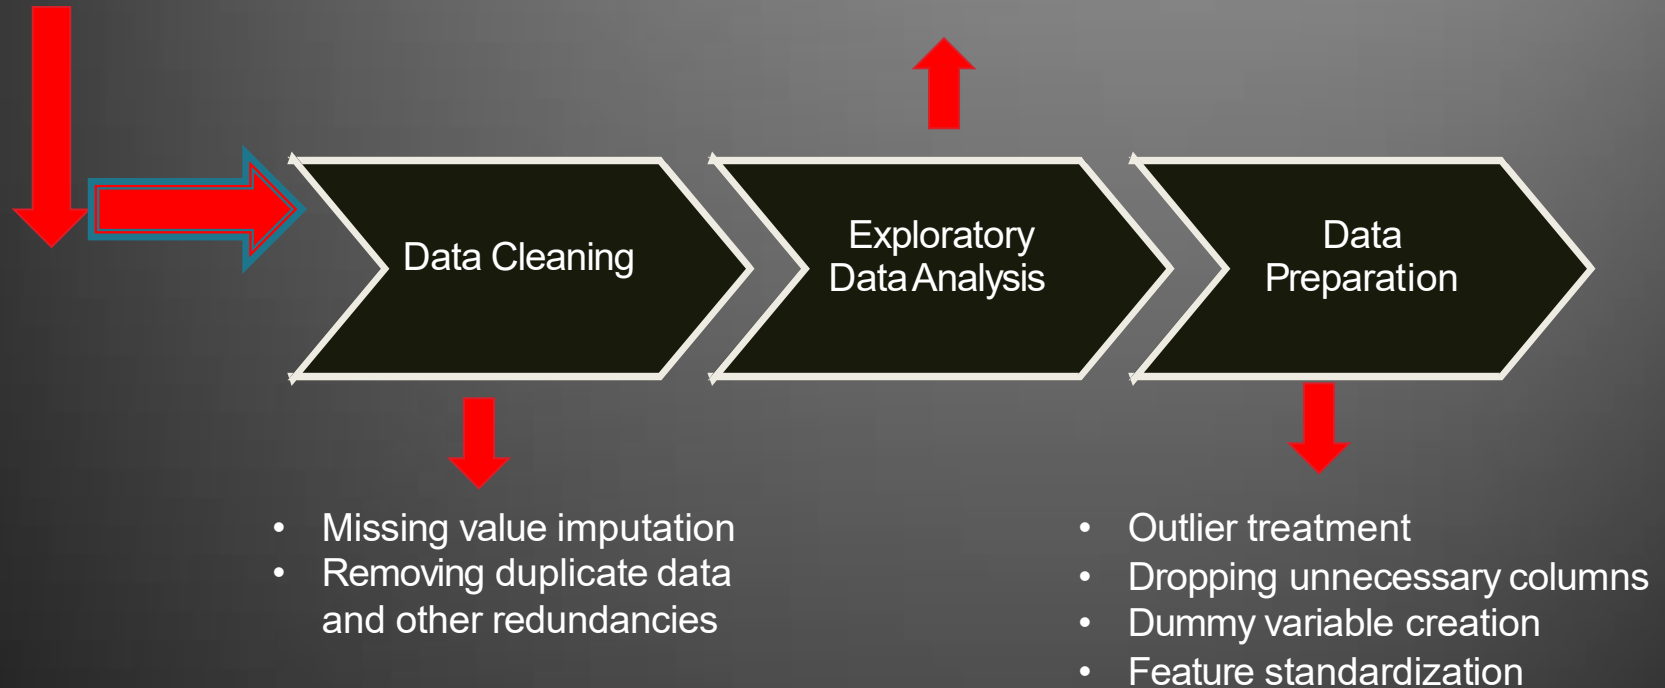 Data Cleaning
Exploratory
Data Analysis
Data
Preparation
• Missing value imputation
• Removing duplicate data
and other redundancies
• Outlier treatment
• Dropping unnecessary columns
• Dummy variable creation
• Feature standardization